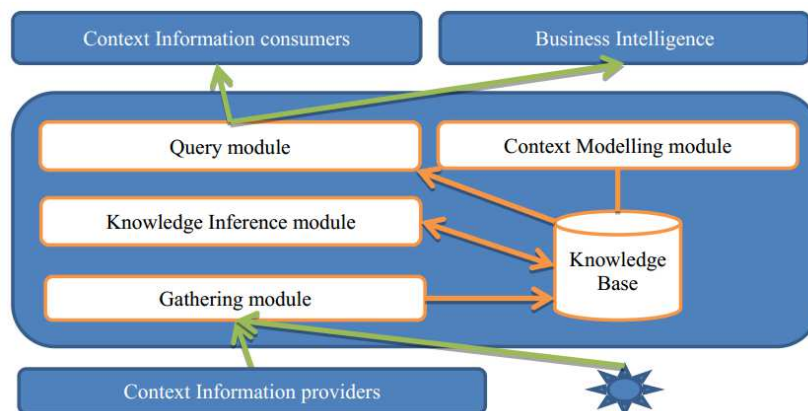 Context Information consumers
Business Intelligence
Query module
Context Modelling module
Knowledge Inference module
Knowledge
Base
Gathering module
Context Information providers